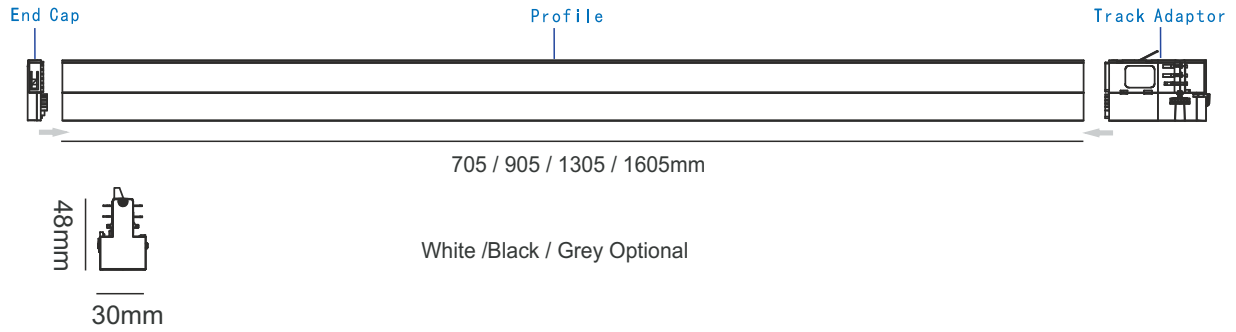 End Cap
Profile
Track Adaptor
705 / 905 / 1305 / 1605mm
48mm
White /Black / Grey Optional
30mm